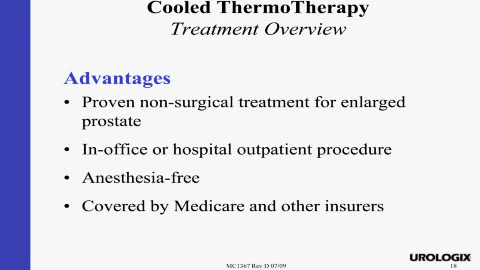 Cooled ThermoTherapy
Treatment Overview
Advantages
• Proven non-surgical treatment for enlarged
prostate
• In-office or hospital outpatient procedure
• Anesthesia-free
• Covered by Medicare and other insurers
MC1367 Rev D 07/09
UROLOGIX
18